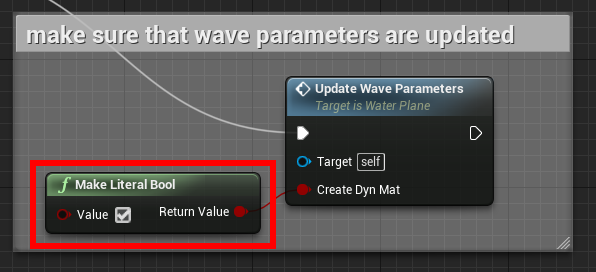 make sure that wave parameters are updated
Update Wave Parameters
Target is Water Plane
Target self
Create Dyn Mat
f Make Literal Bool
Value
Return Value